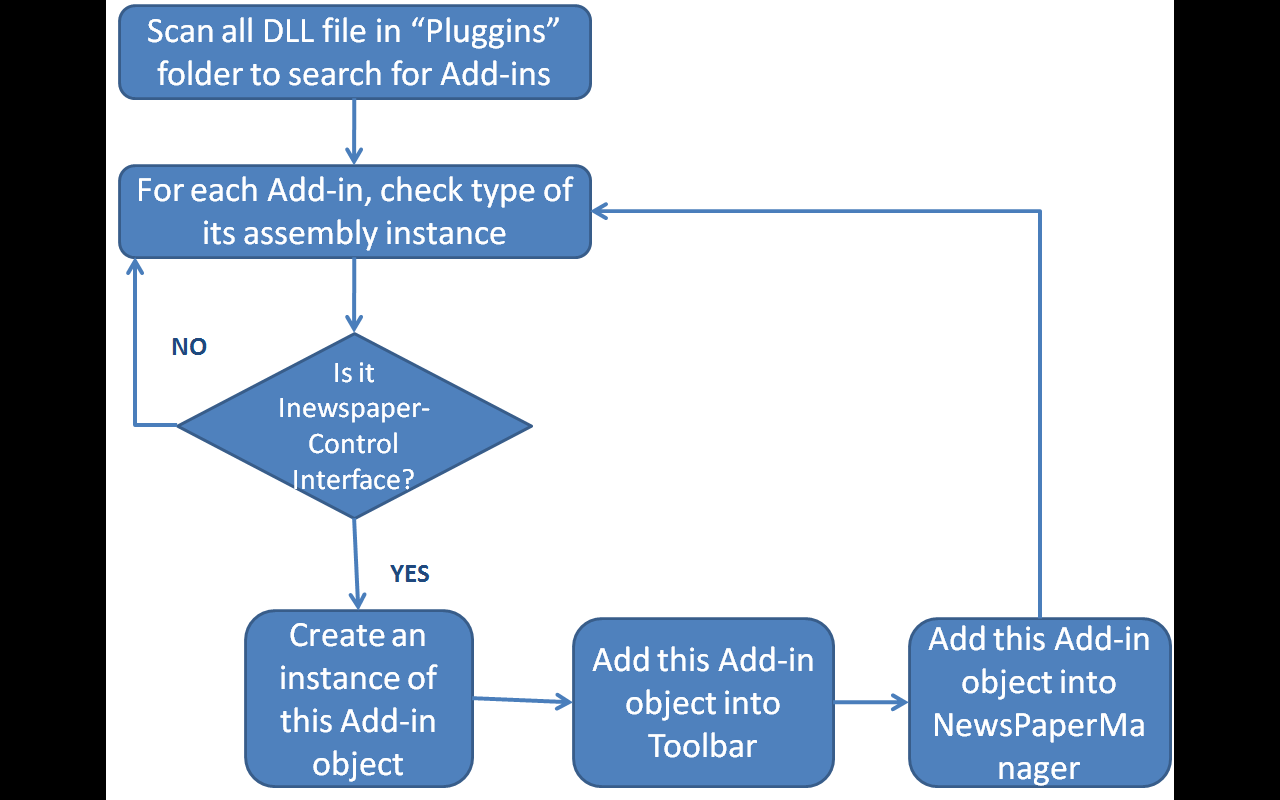 Scan all DLL file in “Pluggins”
folder to search for Add-ins
For each Add-in, check type of
its assembly instance
NO
Is it
Inewspaper-
Control
Interface?
YES
Create an
instance of
this Add-in
object
Add this Add-in
object into
Toolbar
Add this Add-in
object into
NewsPaperMa
nager